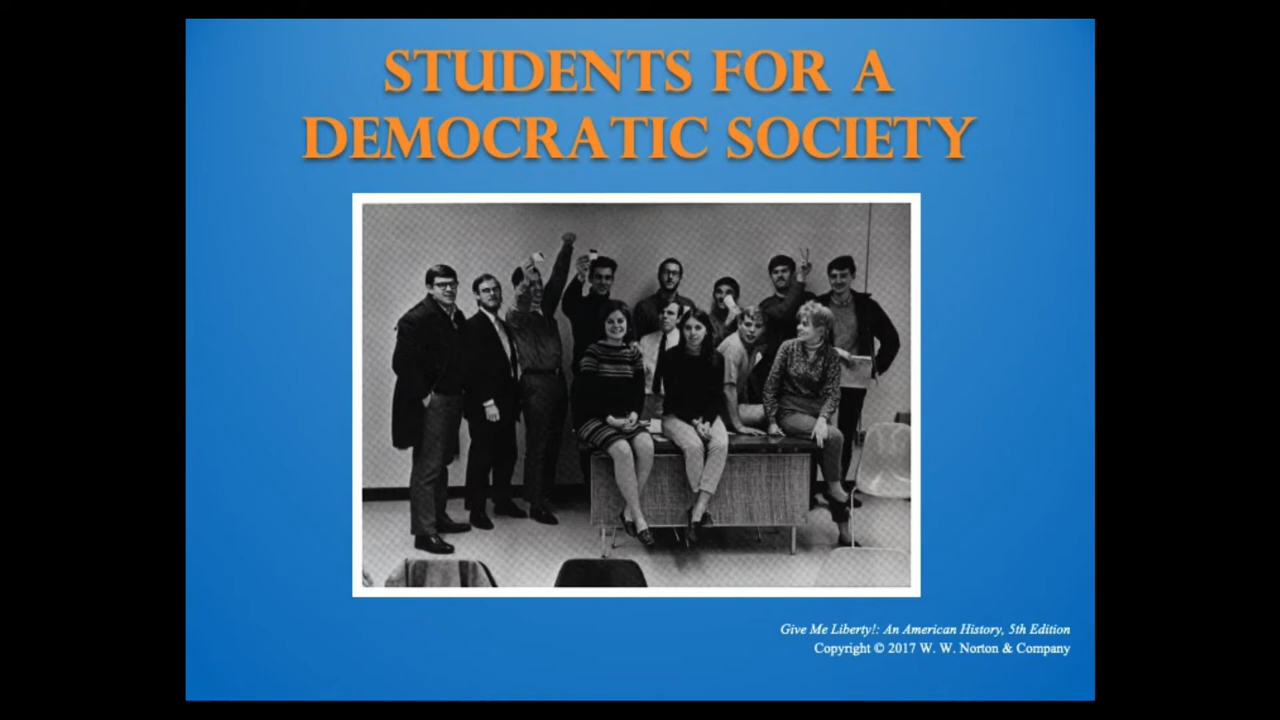 STUDENTS FOR A
DEMOCRATIC SOCIETY
Give Me Liberty!: An American History, 5th Edition
Copyright © 2017 W. W. Norton & Company